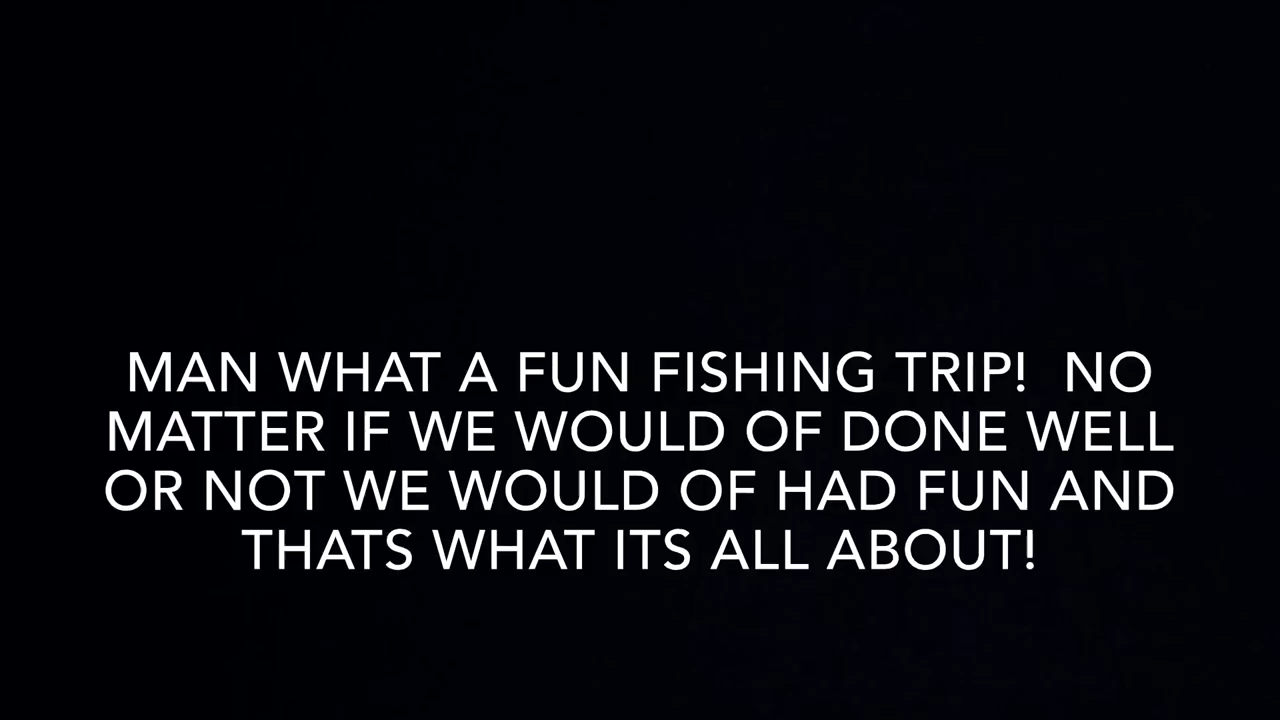 MAN WHAT A FUN FISHING TRIP!  NO
MATTER IF WE WOULD OF DONE WELL
OR NOT WE WOULD OF HAD FUN AND
THATS WHAT ITS ALL ABOUT!